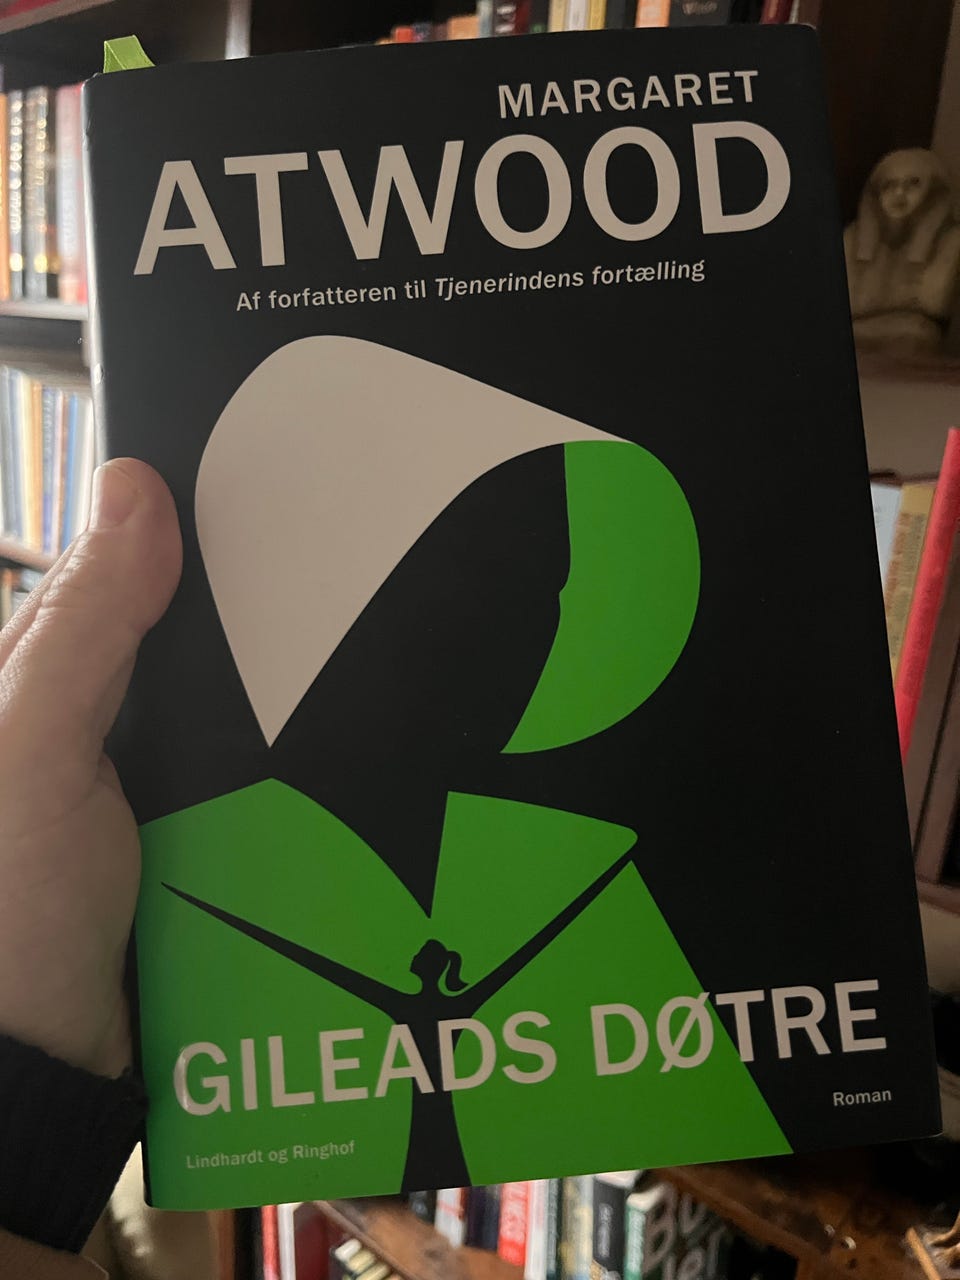 MARGARET
ATWOOD
Af forfatteren til Tjenerindens fortælling
GILEADS DØTRE
Roman
Lindhardt og Ringhof